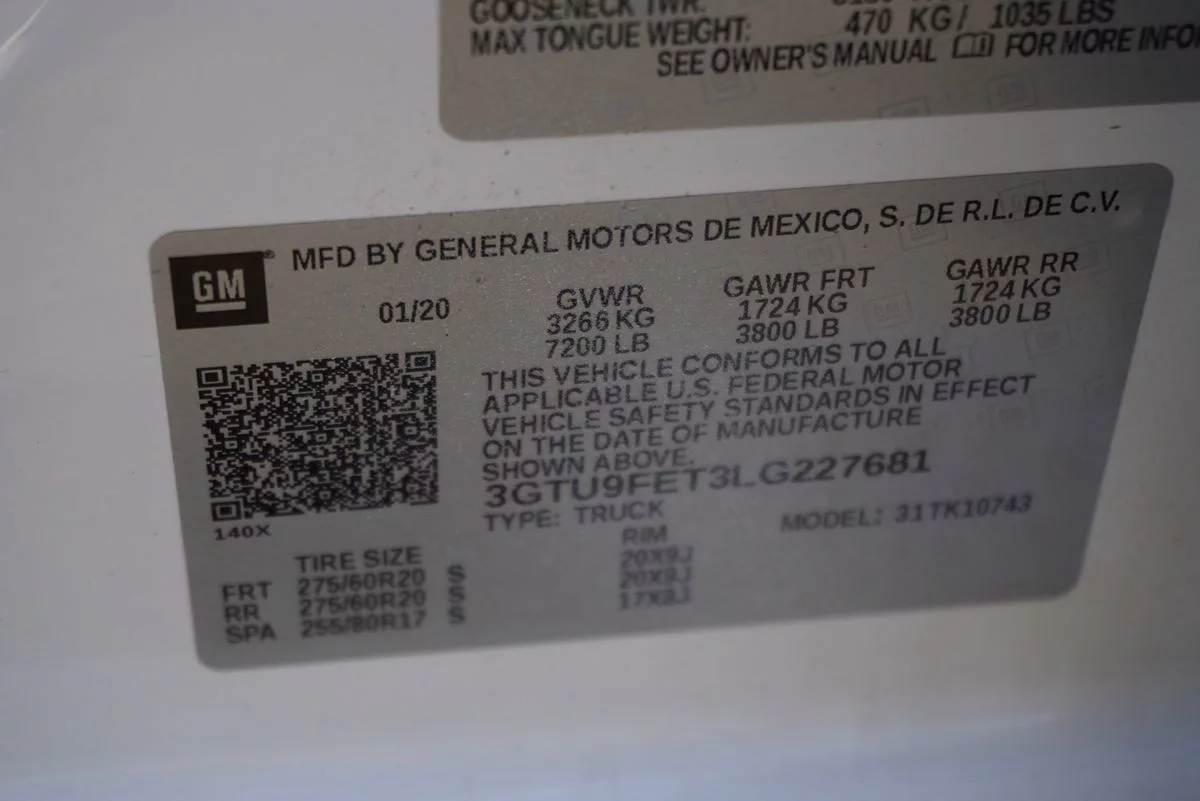 GOOSENECK TWR:
MAX TONGUE WEIGHT: 470 KG / 1035 LBS
SEE OWNER'S MANUAL FOR MORE INFO
GM ® MFD BY GENERAL MOTORS DE MEXICO, S. DE R.L. DE C.V.
01/20 GVWR GAWR FRT GAWR RR
3266 KG 1724 KG 1724 KG
7200 LB 3800 LB 3800 LB
THIS VEHICLE CONFORMS TO ALL
APPLICABLE U.S. FEDERAL MOTOR
VEHICLE SAFETY STANDARDS IN EFFECT
ON THE DATE OF MANUFACTURE
SHOWN ABOVE.
3GTU9FET3LG227681
140X
TYPE: TRUCK MODEL: 31TK10743
TIRE SIZE RIM
FRT 275/60R20 S 20X9J
RR 275/60R20 S 20X9J
SPA 255/80R17 S 17X8J